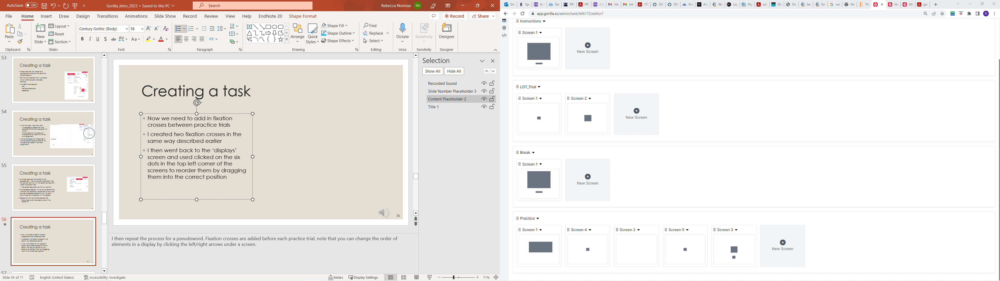 AutoSave Off
Gorilla_Intro_2023 • Saved to this PC
Search
Rebecca Norman RN
File Home Insert Draw Design Transitions Animations Slide Show Record Review View Help EndNote 20 Shape Format
Record Share
Paste
New Slide
Layout
Reset
Section
Century Gothic (Body) 18
B I U S ab AV Aa
A
Arrange
Quick Styles
Shape Fill
Shape Outline
Shape Effects
Find
Replace
Select
Dictate
Sensitivity
Designer
Clipboard Slides Font Paragraph Drawing Editing Voice Sensitivity Designer
53
Creating a task
54
Creating a task
55
Creating a task
56
Creating a task
57
Creating a task
Now we need to add in fixation
crosses between practice trials
I created two fixation crosses in the
same way described earlier
I then went back to the ‘displays’
screen and used clicked on the six
dots in the top left corner of the
screens to reorder them by dragging
them into the correct position
56
I then repeat the process for a pseudoword. Fixation crosses are added before each practice trial, note that you can change the order of
elements in a display by clicking the left/right arrows under a screen.
Selection
Show All Hide All
Recorded Sound
Slide Number Placeholder 3
Content Placeholder 2
Title 1
Slide 56 of 71 English (United States) Accessibility: Investigate
Notes Display Settings 71%
app.gorilla.sc/admin/task/646172/editor?
Instructions
Screen 1
New Screen
LDT_Trial
Screen 1 Screen 2
New Screen
Break
Screen 1
New Screen
Practice
Screen 1 Screen 4 Screen 2 Screen 5 Screen 3
New Screen